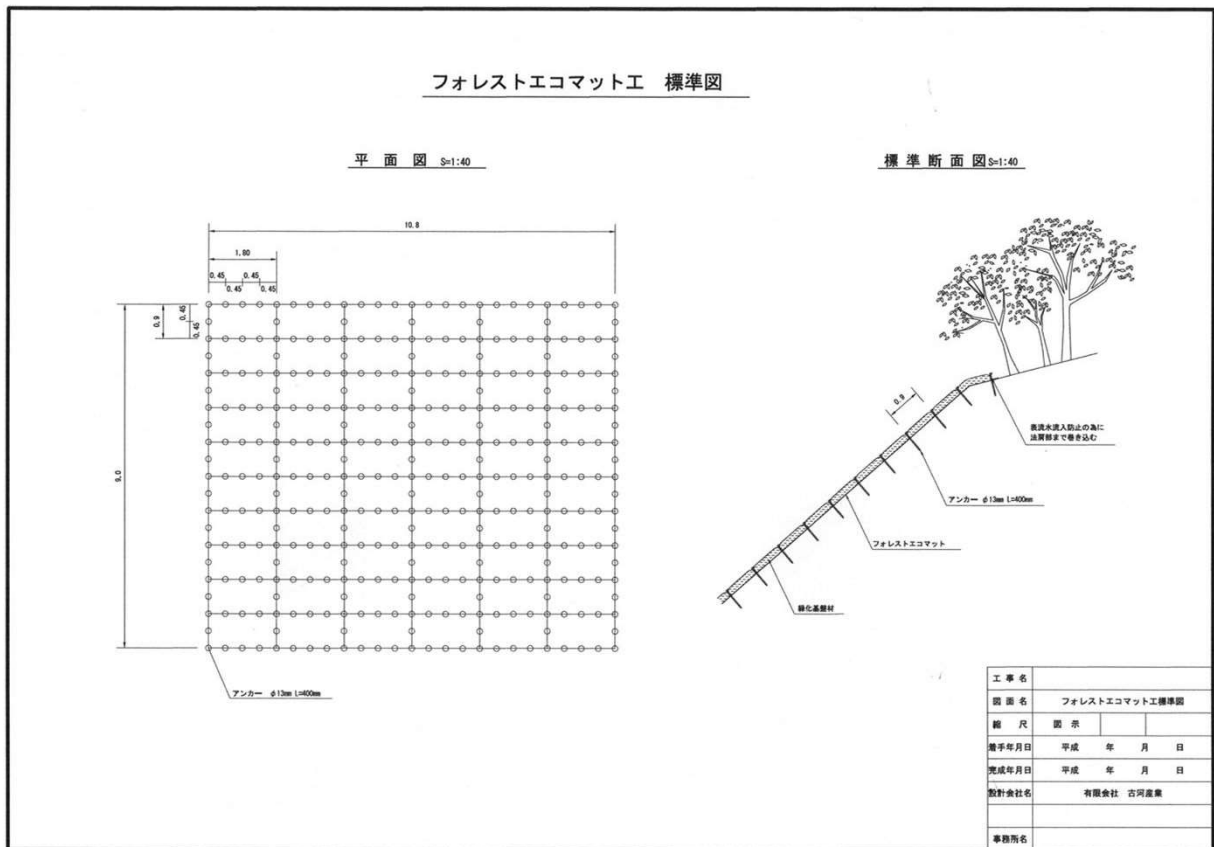 フォレストエコマットエ 標準図
平面図 S=1:40
標準断面図 S=1:40
10.8
1.80
0.45 0.45
0.45 0.45
0.9
0.45
0.45
9.0
アンカー φ13mm L=400mm
0.9
表流水流入防止の為に
法肩部まで巻き込む
アンカー φ13mm L=400mm
フォレストエコマット
緑化基盤材
工事名
図面名 フォレストエコマット工標準図
縮尺 図示
着手年月日 平成 年 月 日
完成年月日 平成 年 月 日
設計会社名 有限会社 古河産業
事務所名